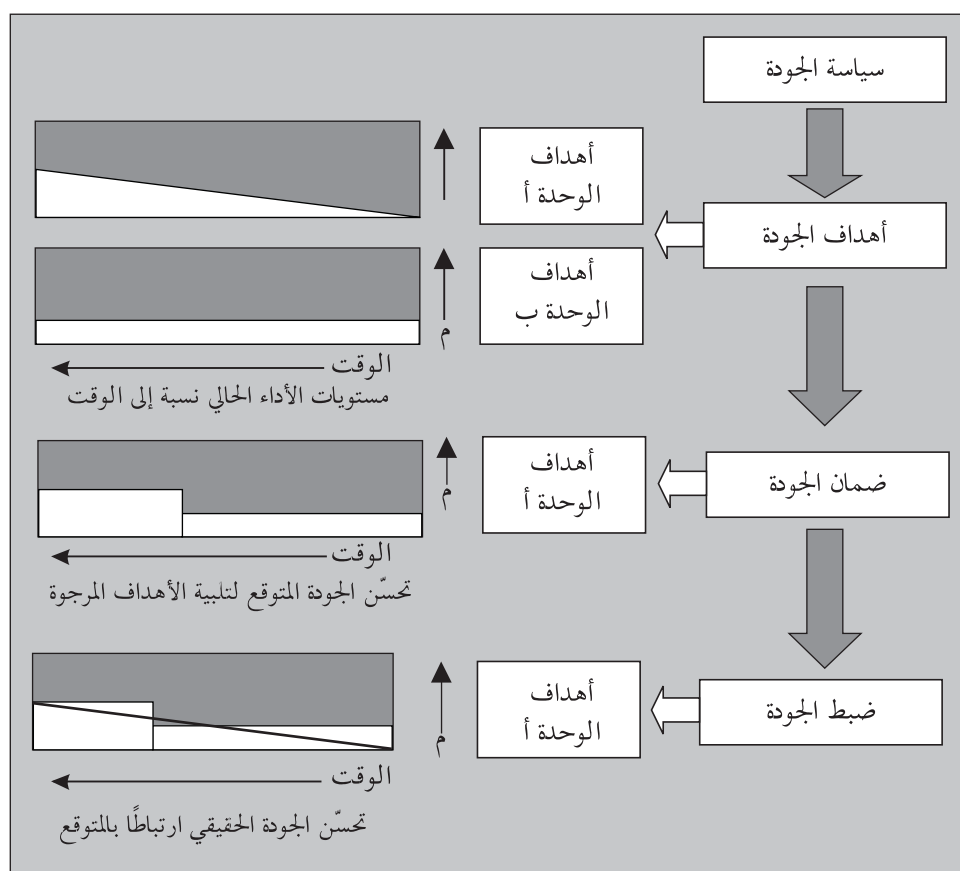 سياسة الجودة
أهداف
الوحدة أ
أهداف الجودة
أهداف
الوحدة ب
م
الوقت
مستويات الأداء الحالي نسبة إلى الوقت
ضمان الجودة
أهداف
الوحدة أ
م
الوقت
تحسّن الجودة المتوقع لتلبية الأهداف المرجوة
ضبط الجودة
أهداف
الوحدة أ
م
الوقت
تحسّن الجودة الحقيقي ارتباطًا بالمتوقع